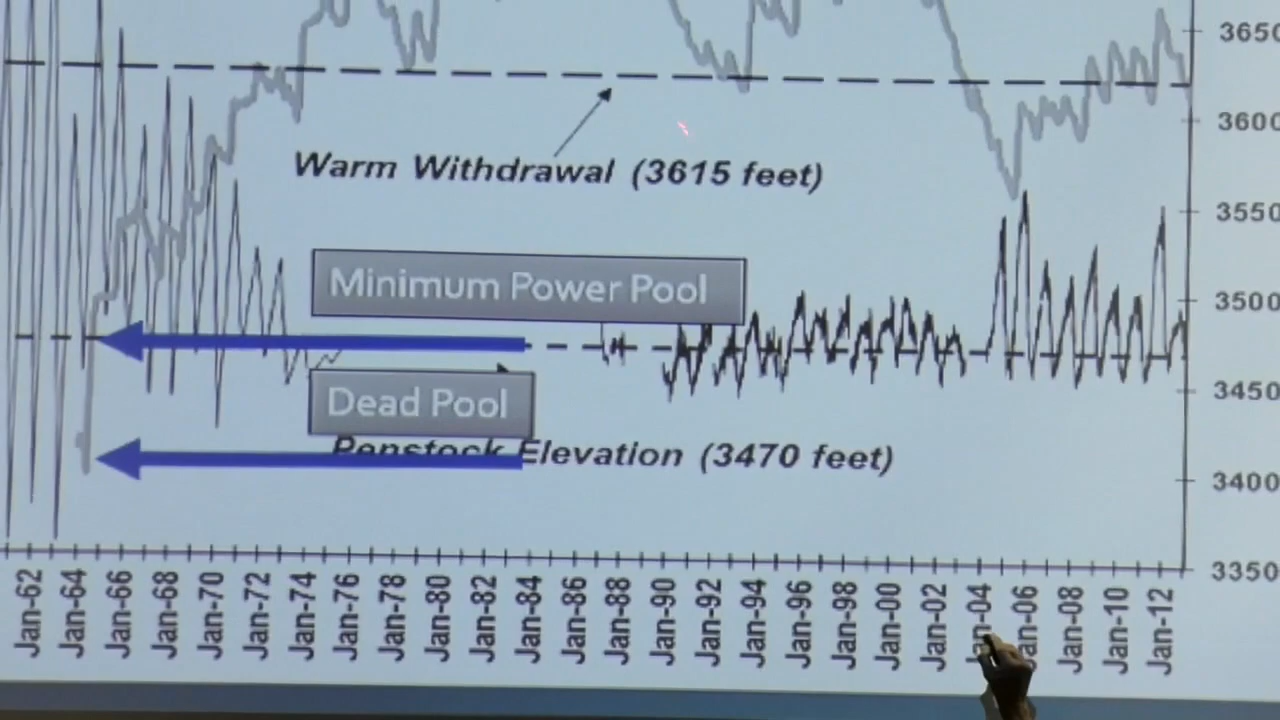 3650
3600
Warm Withdrawal (3615 feet)
3550
Minimum Power Pool
3500
3450
Dead Pool
Penstock Elevation (3470 feet)
3400
3350
Jan-62
Jan-64
Jan-66
Jan-68
Jan-70
Jan-72
Jan-74
Jan-76
Jan-78
Jan-80
Jan-82
Jan-84
Jan-86
Jan-88
Jan-90
Jan-92
Jan-94
Jan-96
Jan-98
Jan-00
Jan-02
Jan-04
Jan-06
Jan-08
Jan-10
Jan-12